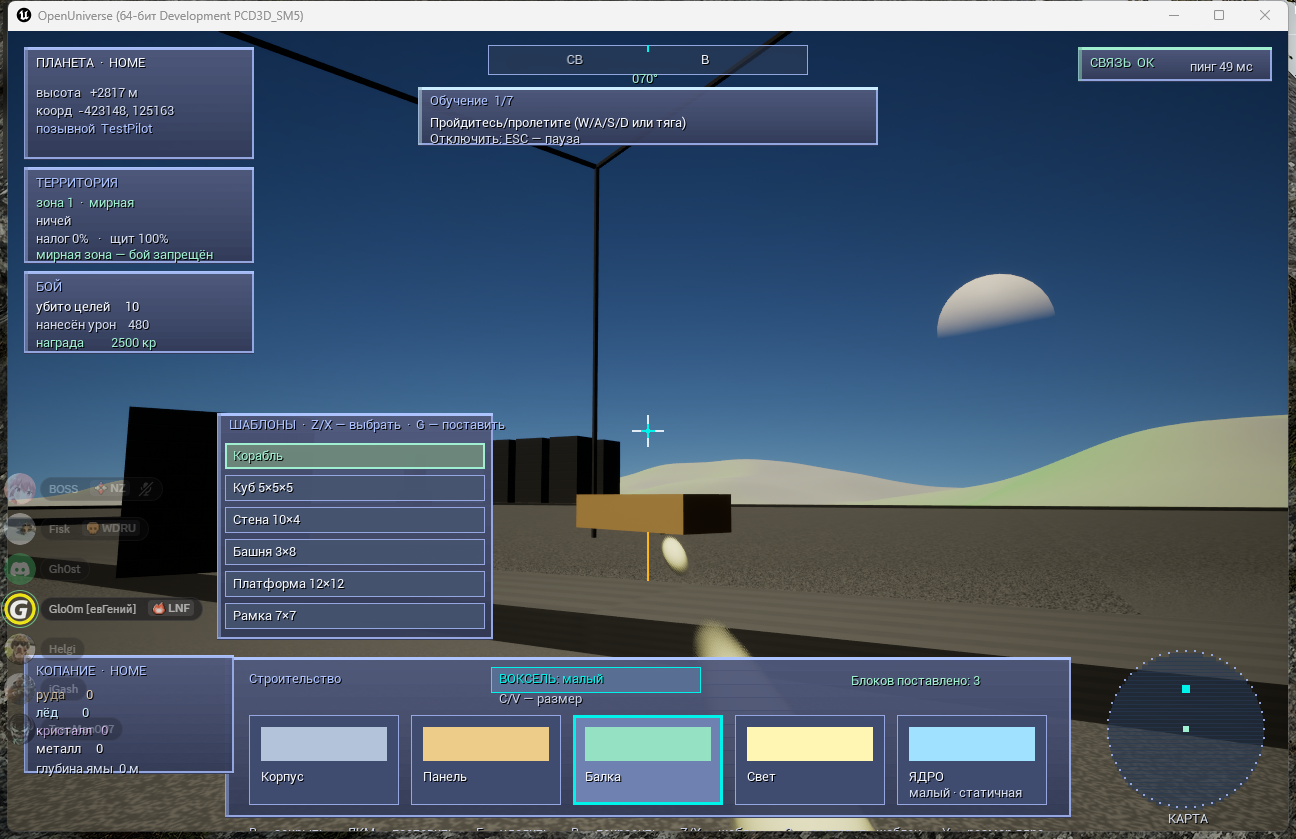 OpenUniverse (64-бит Development PCD3D_SM5)
ПЛАНЕТА · HOME
высота +2817 м
коорд -423148, 125163
позывной TestPilot
СВ В
070°
Обучение 1/7
Пройдитесь/пролетите (W/A/S/D или тяга)
Отключить: ESC — пауза
СВЯЗЬ ОК пинг 49 мс
ТЕРРИТОРИЯ
зона 1 · мирная
ничей
налог 0% · щит 100%
мирная зона — бой запрещён
БОЙ
убито целей 10
нанесён урон 480
награда 2500 кр
ШАБЛОНЫ · Z/X — выбрать · G — поставить
Корабль
Куб 5×5×5
Стена 10×4
Башня 3×8
Платформа 12×12
Рамка 7×7
BOSS NZ
Fisk WDRU
Gh0st
Glo0m [евГений] LNF
Helgi
iGash
КОПАНИЕ · HOME
руда 0
лёд 0
кристалл 0
металл 0
глубина ямы 0 м
Строительство
ВОКСЕЛЬ: малый
C/V — размер
Блоков поставлено: 3
Корпус
Панель
Балка
Свет
ЯДРО
малый · статичная
КАРТА